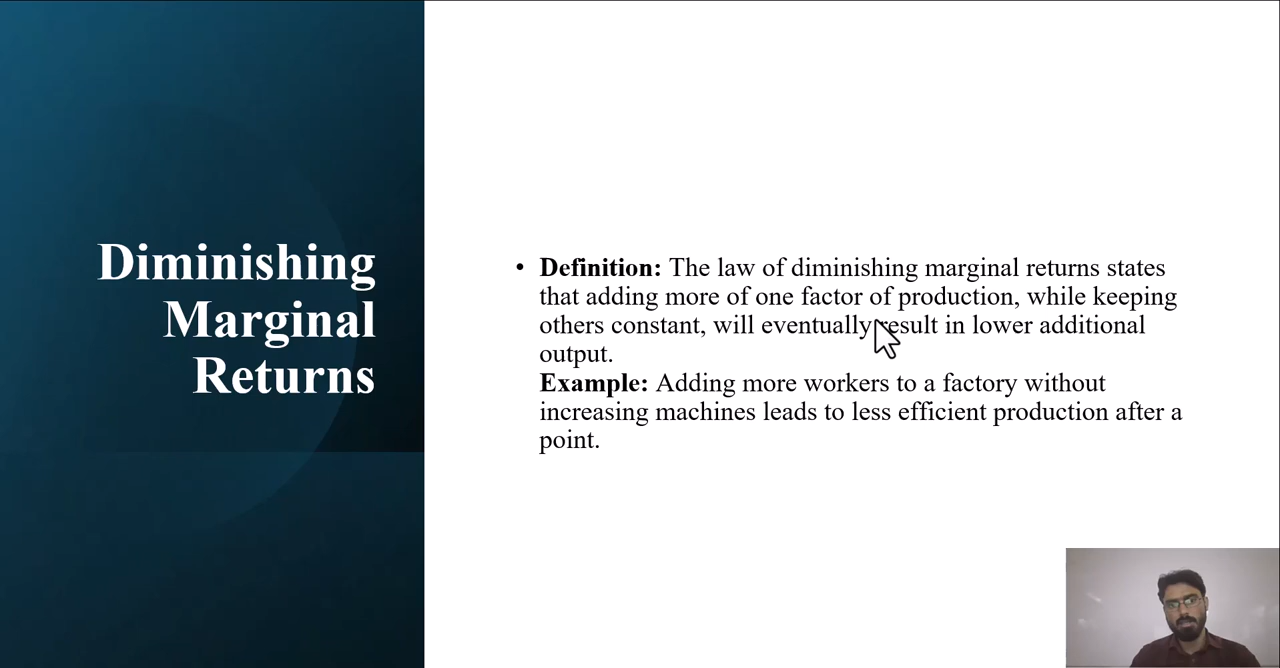 Diminishing
Marginal
Returns
• Definition: The law of diminishing marginal returns states
that adding more of one factor of production, while keeping
others constant, will eventually result in lower additional
output.
Example: Adding more workers to a factory without
increasing machines leads to less efficient production after a
point.